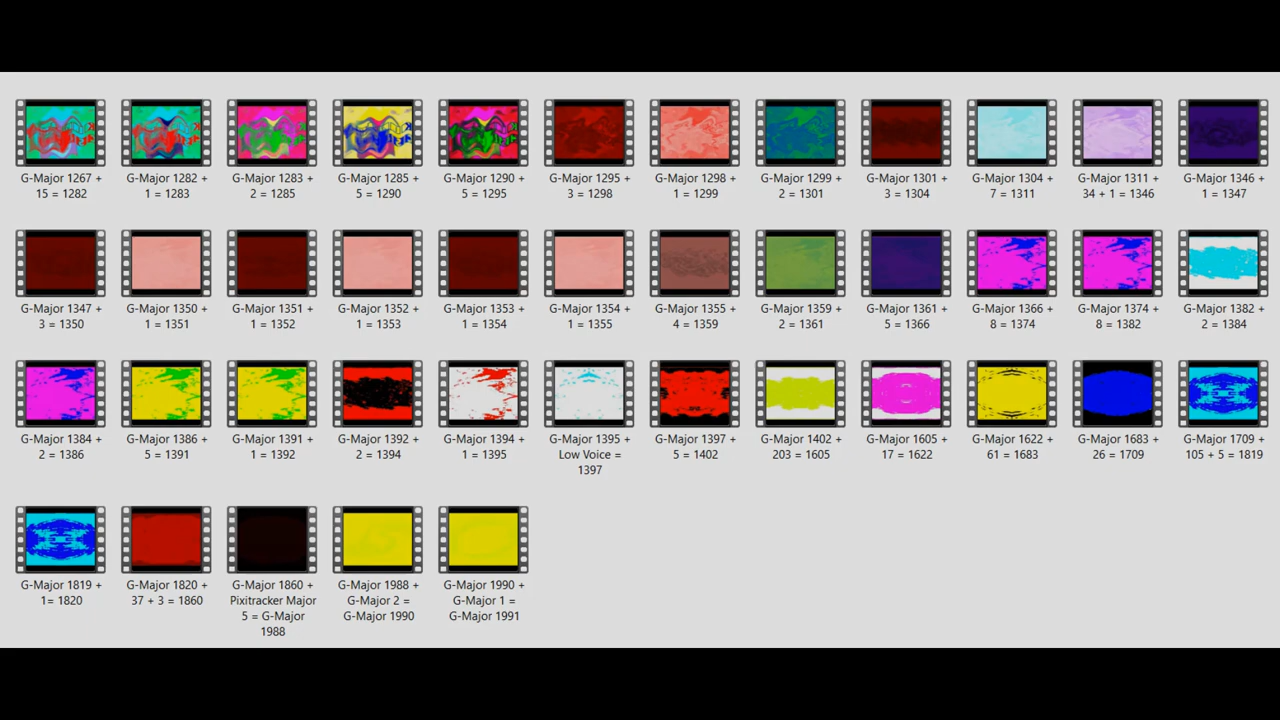 G-Major 1267 +
15 = 1282
G-Major 1282 +
1 = 1283
G-Major 1283 +
2 = 1285
G-Major 1285 +
5 = 1290
G-Major 1290 +
5 = 1295
G-Major 1295 +
3 = 1298
G-Major 1298 +
1 = 1299
G-Major 1299 +
2 = 1301
G-Major 1301 +
3 = 1304
G-Major 1304 +
7 = 1311
G-Major 1311 +
34 + 1 = 1346
G-Major 1346 +
1 = 1347
G-Major 1347 +
3 = 1350
G-Major 1350 +
1 = 1351
G-Major 1351 +
1 = 1352
G-Major 1352 +
1 = 1353
G-Major 1353 +
1 = 1354
G-Major 1354 +
1 = 1355
G-Major 1355 +
4 = 1359
G-Major 1359 +
2 = 1361
G-Major 1361 +
5 = 1366
G-Major 1366 +
8 = 1374
G-Major 1374 +
8 = 1382
G-Major 1382 +
2 = 1384
G-Major 1384 +
2 = 1386
G-Major 1386 +
5 = 1391
G-Major 1391 +
1 = 1392
G-Major 1392 +
2 = 1394
G-Major 1394 +
1 = 1395
G-Major 1395 +
Low Voice =
1397
G-Major 1397 +
5 = 1402
G-Major 1402 +
203 = 1605
G-Major 1605 +
17 = 1622
G-Major 1622 +
61 = 1683
G-Major 1683 +
26 = 1709
G-Major 1709 +
105 + 5 = 1819
G-Major 1819 +
1= 1820
G-Major 1820 +
37 + 3 = 1860
G-Major 1860 +
Pixitracker Major
5 = G-Major
1988
G-Major 1988 +
G-Major 2 =
G-Major 1990
G-Major 1990 +
G-Major 1 =
G-Major 1991